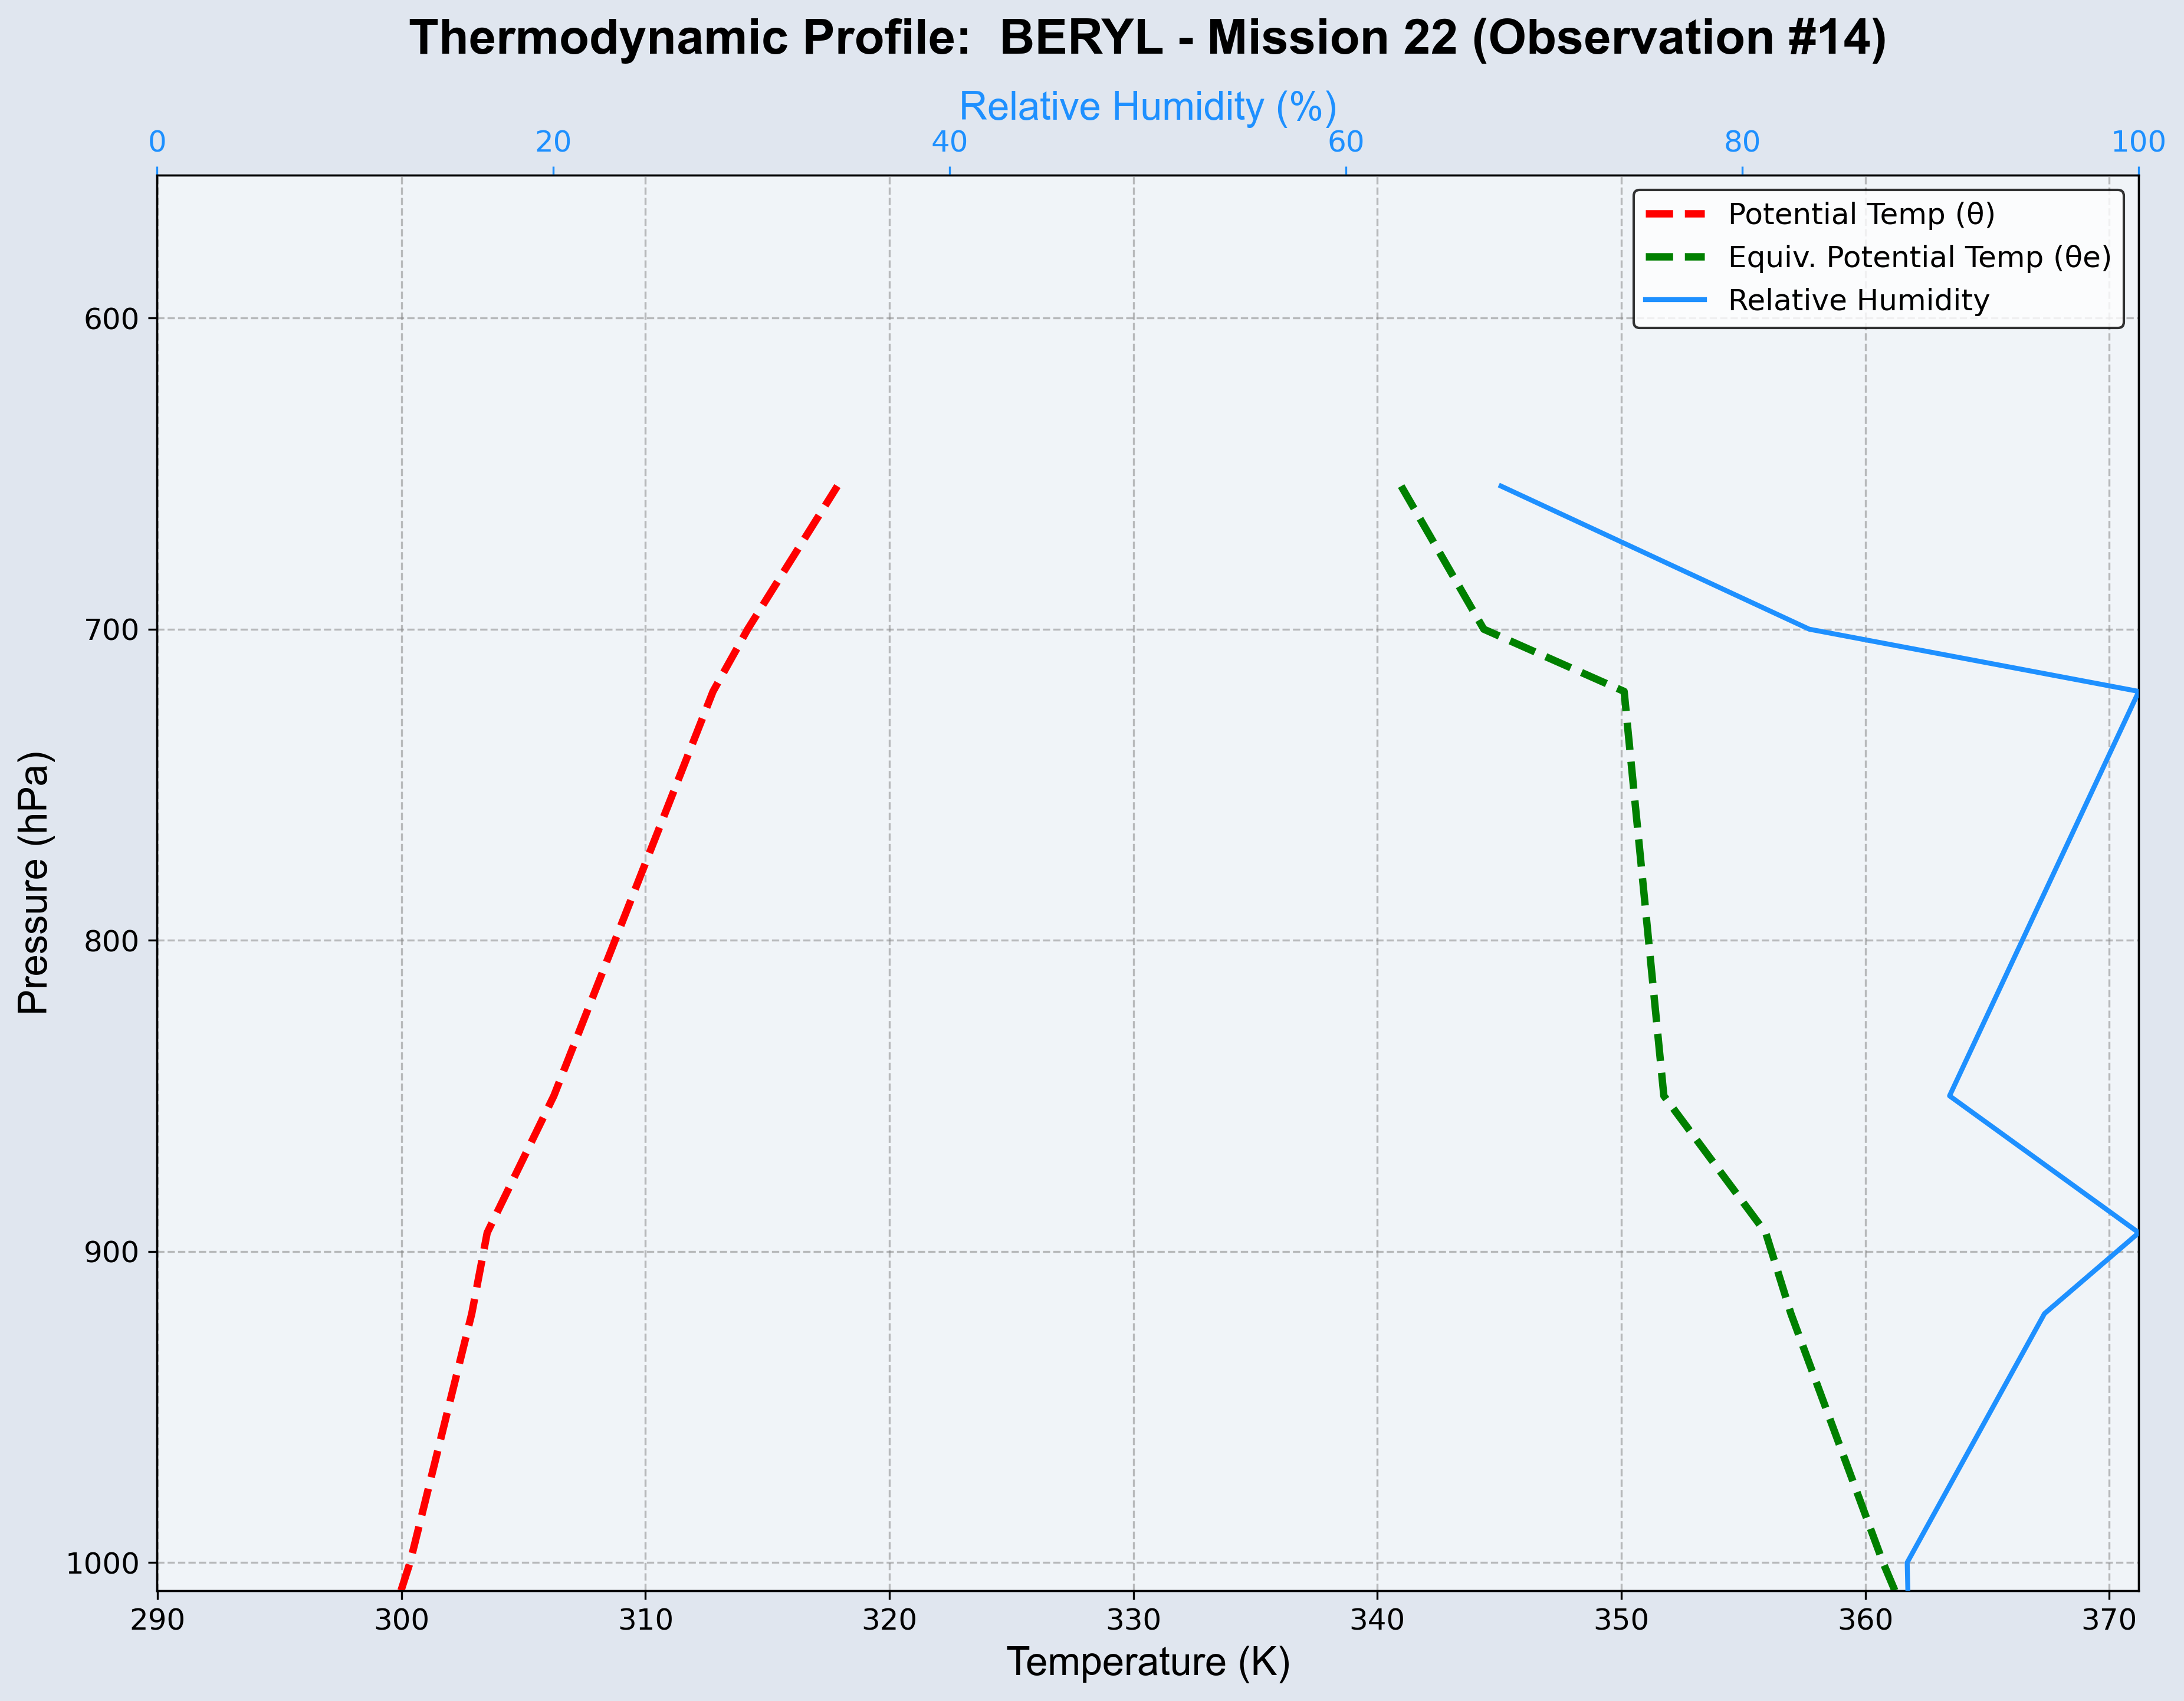 Thermodynamic Profile:  BERYL - Mission 22 (Observation #14)
Relative Humidity (%)
0 20 40 60 80 100
Potential Temp (θ)
Equiv. Potential Temp (θe)
Relative Humidity
600
700
800
900
1000
Pressure (hPa)
290 300 310 320 330 340 350 360 370
Temperature (K)